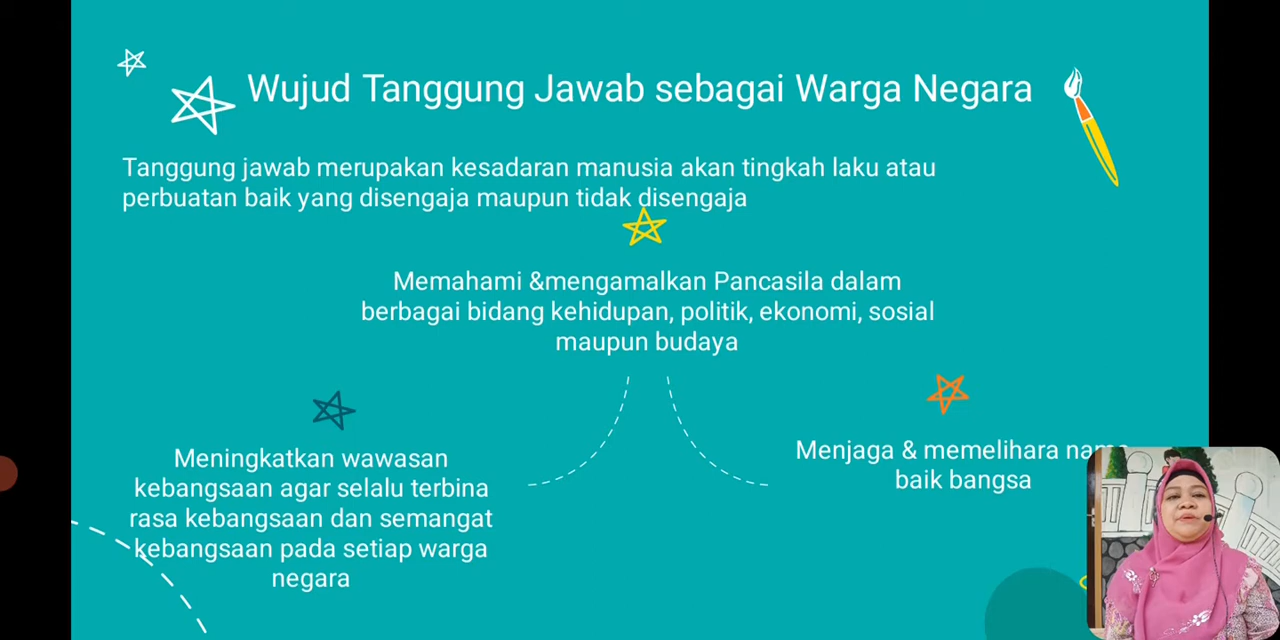 Wujud Tanggung Jawab sebagai Warga Negara
Tanggung jawab merupakan kesadaran manusia akan tingkah laku atau
perbuatan baik yang disengaja maupun tidak disengaja
Memahami &mengamalkan Pancasila dalam
berbagai bidang kehidupan, politik, ekonomi, sosial
maupun budaya
Meningkatkan wawasan
kebangsaan agar selalu terbina
rasa kebangsaan dan semangat
kebangsaan pada setiap warga
negara
Menjaga & memelihara nama
baik bangsa